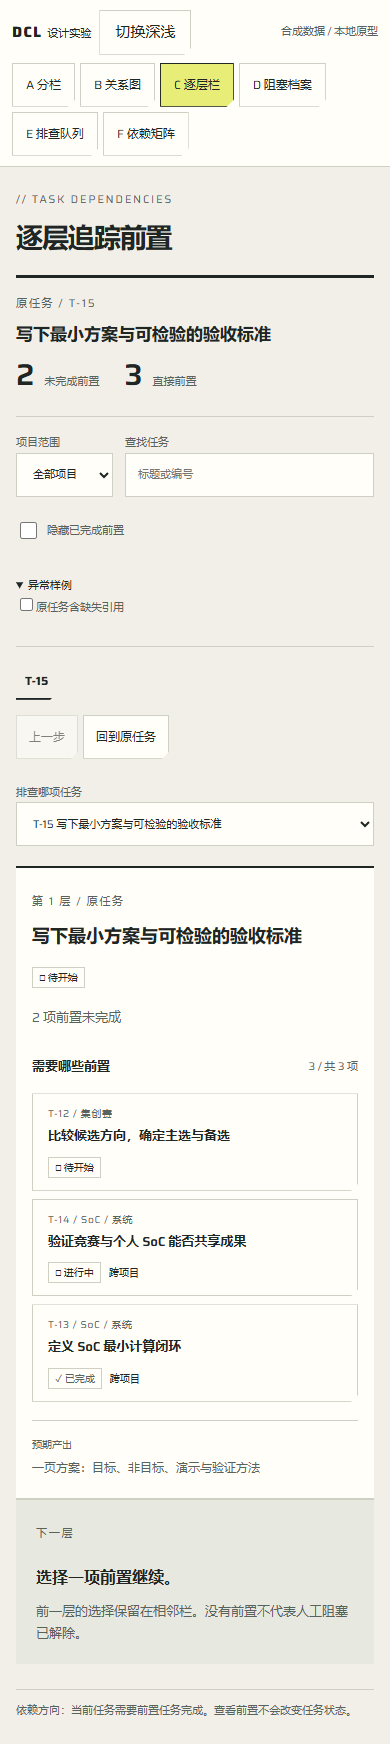 DCL 设计实验 切换深浅 合成数据 / 本地原型
A 分栏 B 关系图 C 逐层栏 D 阻塞档案
E 排查队列 F 依赖矩阵
// TASK DEPENDENCIES
逐层追踪前置
原任务 / T-15
写下最小方案与可检验的验收标准
2 未完成前置 3 直接前置
项目范围 查找任务
全部项目 标题或编号
隐藏已完成前置
▼ 异常样例
原任务含缺失引用
T-15
上一步 回到原任务
排查哪项任务
T-15 写下最小方案与可检验的验收标准
第 1 层 / 原任务
写下最小方案与可检验的验收标准
待开始
2 项前置未完成
需要哪些前置 3 / 共 3 项
T-12 / 集创赛
比较候选方向，确定主选与备选
待开始
T-14 / SoC / 系统
验证竞赛与个人 SoC 能否共享成果
进行中 跨项目
T-13 / SoC / 系统
定义 SoC 最小计算闭环
✓ 已完成 跨项目
预期产出
一页方案：目标、非目标、演示与验证方法
下一层
选择一项前置继续。
前一层的选择保留在相邻栏。没有前置不代表人工阻塞
已解除。
依赖方向：当前任务需要前置任务完成。查看前置不会改变任务状态。